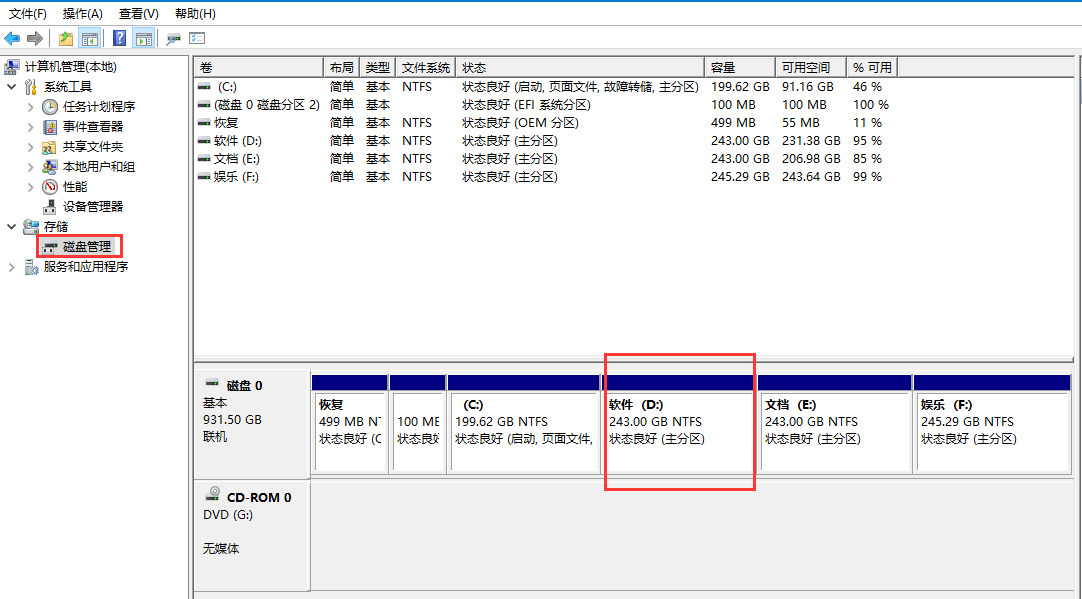 文件(F) 操作(A) 查看(V) 帮助(H)
计算机管理(本地)
系统工具
任务计划程序
事件查看器
共享文件夹
本地用户和组
性能
设备管理器
存储
磁盘管理
服务和应用程序
卷 布局 类型 文件系统 状态 容量 可用空间 % 可用
(C:) 简单 基本 NTFS 状态良好 (启动, 页面文件, 故障转储, 主分区) 199.62 GB 91.16 GB 46 %
(磁盘 0 磁盘分区 2) 简单 基本 状态良好 (EFI 系统分区) 100 MB 100 MB 100 %
恢复 简单 基本 NTFS 状态良好 (OEM 分区) 499 MB 55 MB 11 %
软件 (D:) 简单 基本 NTFS 状态良好 (主分区) 243.00 GB 231.38 GB 95 %
文档 (E:) 简单 基本 NTFS 状态良好 (主分区) 243.00 GB 206.98 GB 85 %
娱乐 (F:) 简单 基本 NTFS 状态良好 (主分区) 245.29 GB 243.64 GB 99 %
磁盘 0
基本
931.50 GB
联机
恢复
499 MB NT
状态良好 (C
100 ME
状态良好
(C:)
199.62 GB NTFS
状态良好 (启动, 页面文件,
软件 (D:)
243.00 GB NTFS
状态良好 (主分区)
文档 (E:)
243.00 GB NTFS
状态良好 (主分区)
娱乐 (F:)
245.29 GB NTFS
状态良好 (主分区)
CD-ROM 0
DVD (G:)
无媒体